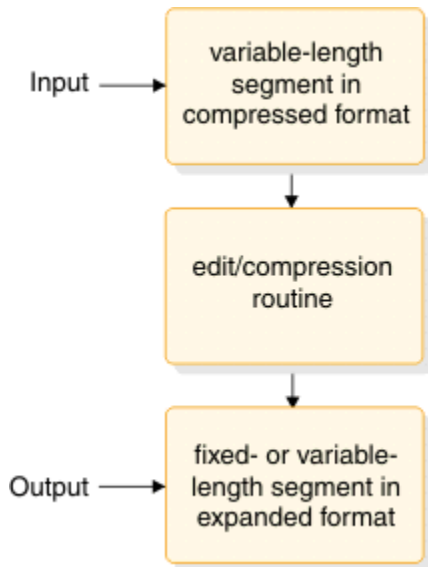 Input
variable-length
segment in
compressed format
edit/compression
routine
Output
fixed- or variable-
length segment in
expanded format